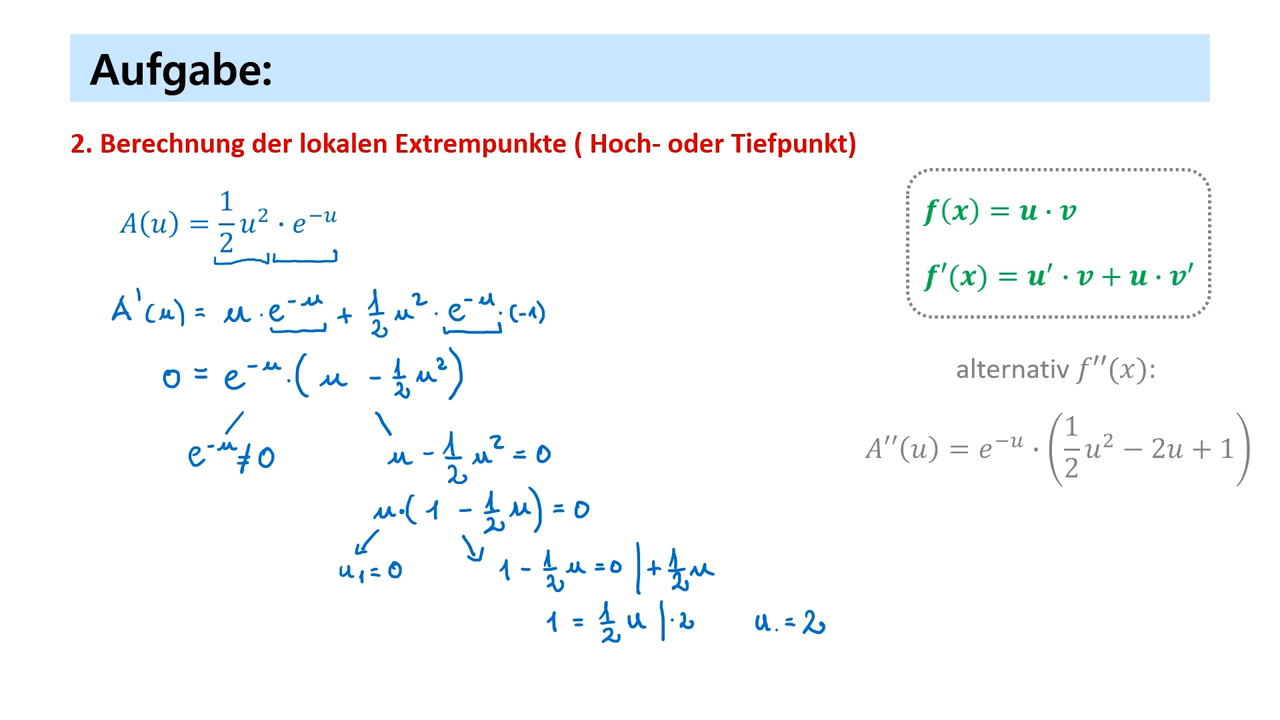 Aufgabe:
2. Berechnung der lokalen Extrempunkte ( Hoch- oder Tiefpunkt)
A(u) = 1/2 u² · e^(−u)
A'(u) = u · e^(−u) + 1/2 u² · e^(−u) · (-1)
0 = e^(−u) · ( u − 1/2 u² )
e^(−u) ≠ 0
u − 1/2 u² = 0
u · ( 1 − 1/2 u ) = 0
u₁ = 0
1 − 1/2 u = 0 | + 1/2 u
1 = 1/2 u | · 2
u. = 2
f(x) = u · v
f'(x) = u' · v + u · v'
alternativ f''(x):
A''(u) = e^(−u) · (1/2 u² − 2u + 1)